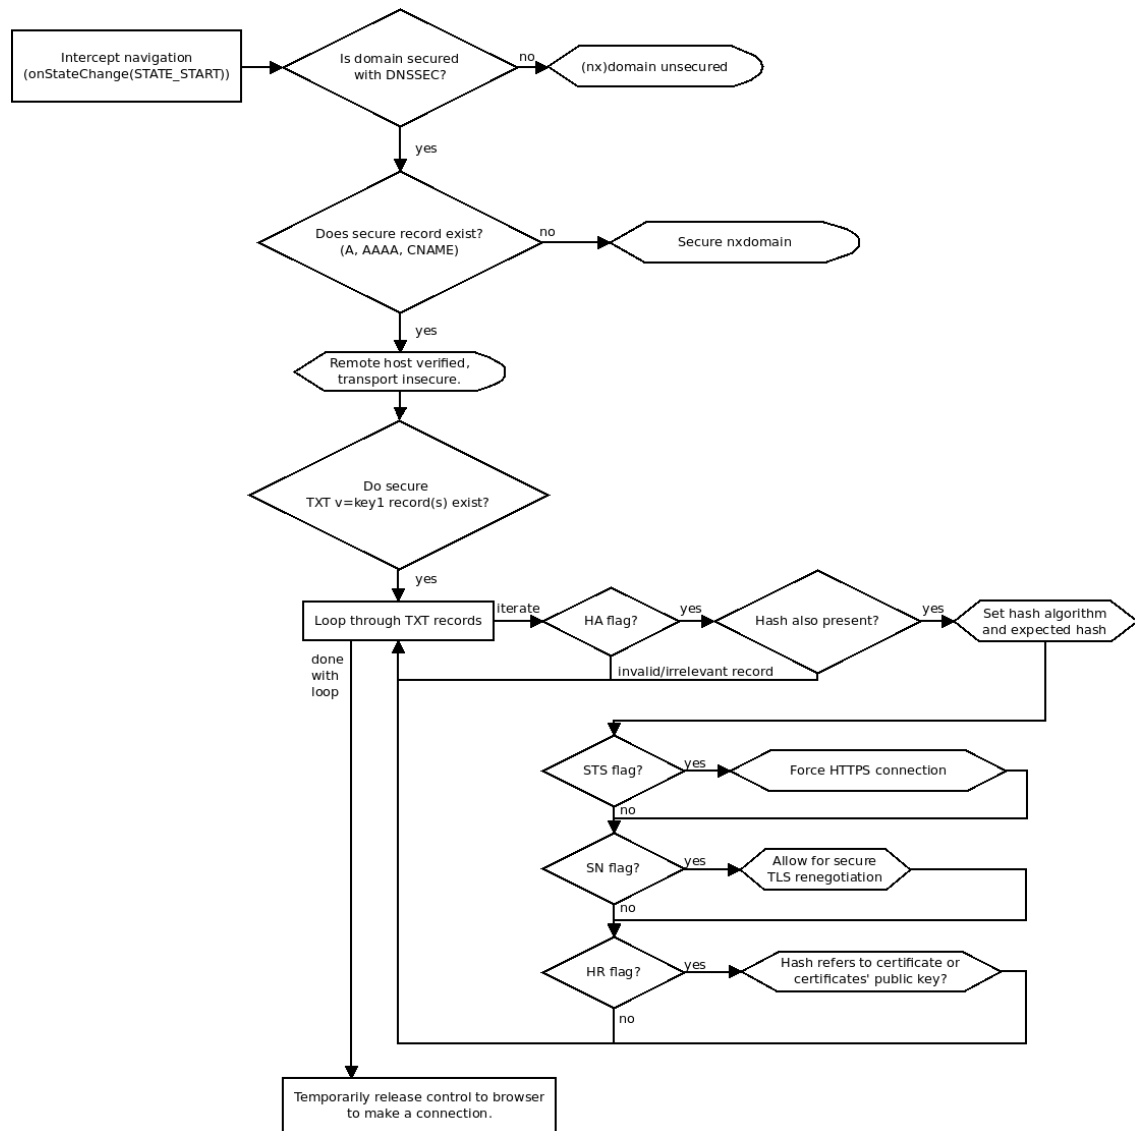 Intercept navigation
(onStateChange(STATE_START))
Is domain secured
with DNSSEC?
no
(nx)domain unsecured
yes
Does secure record exist?
(A, AAAA, CNAME)
no
Secure nxdomain
yes
Remote host verified,
transport insecure.
Do secure
TXT v=key1 record(s) exist?
yes
Loop through TXT records
iterate
HA flag?
yes
Hash also present?
yes
Set hash algorithm
and expected hash
done
with
loop
invalid/irrelevant record
STS flag?
yes
Force HTTPS connection
no
SN flag?
yes
Allow for secure
TLS renegotiation
no
HR flag?
yes
Hash refers to certificate or
certificates' public key?
no
Temporarily release control to browser
to make a connection.